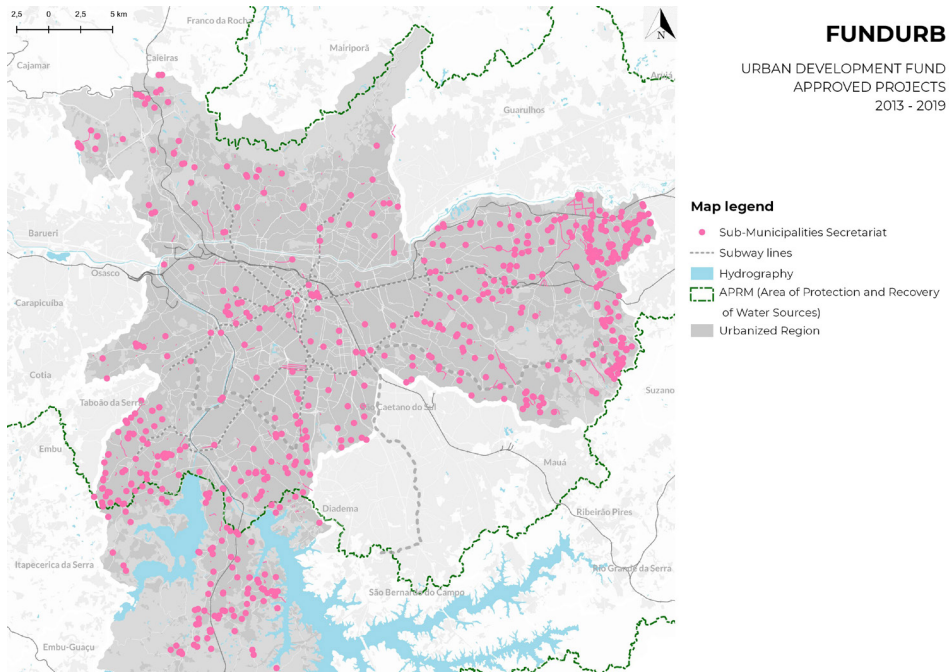 2,5 0 2,5 5 km
Franco da Rocha
Mairiporã
Caieiras
Cajamar
Arujá
Guarulhos
N
Barueri
Osasco
Carapicuíba
Cotia
Taboão da Serra
São Caetano do Sul
Suzano
Embu
Mauá
Diadema
Ribeirão Pires
Itapecerica da Serra
Rio Grande da Serra
São Bernardo do Campo
Embu-Guaçu
FUNDURB
URBAN DEVELOPMENT FUND
APPROVED PROJECTS
2013 - 2019
Map legend
Sub-Municipalities Secretariat
Subway lines
Hydrography
APRM (Area of Protection and Recovery
of Water Sources)
Urbanized Region